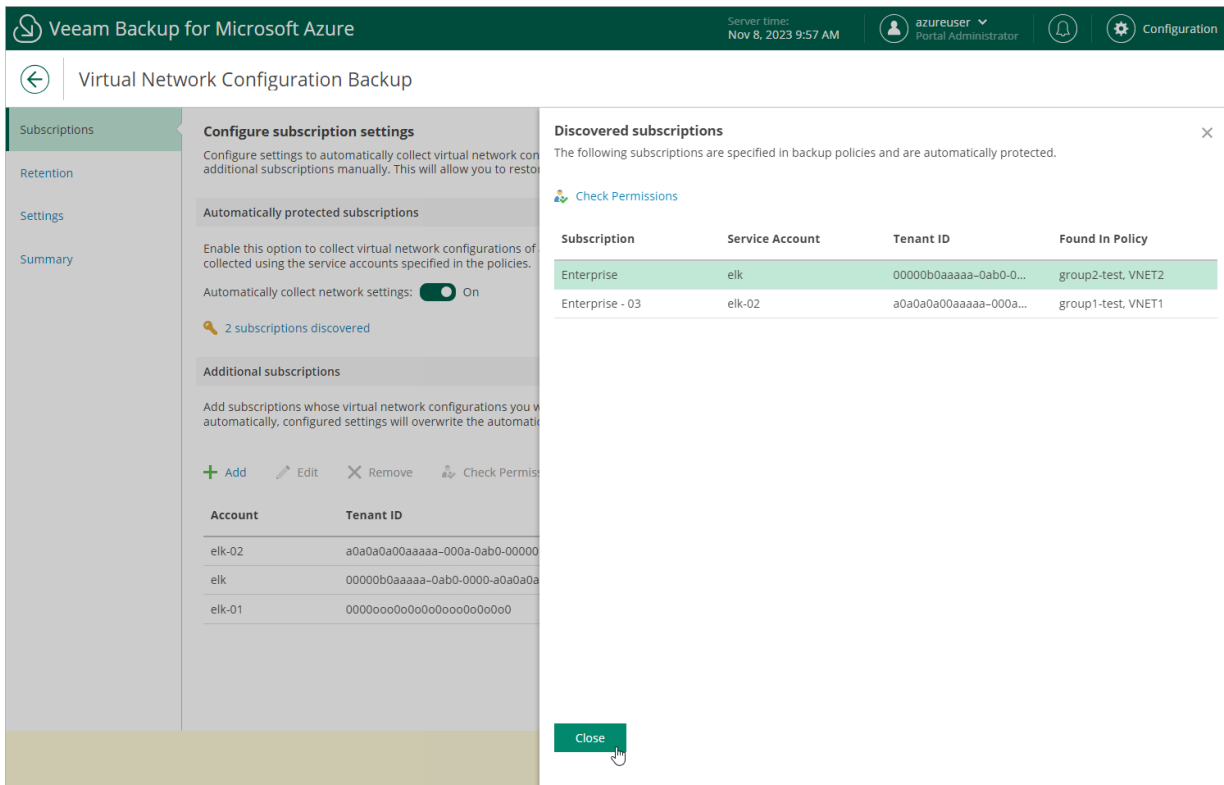 Veeam Backup for Microsoft Azure
Server time:
Nov 8, 2023 9:57 AM
azureuser
Portal Administrator
Configuration
Virtual Network Configuration Backup
Subscriptions
Retention
Settings
Summary
Configure subscription settings
Configure settings to automatically collect virtual network con
additional subscriptions manually. This will allow you to resto
Automatically protected subscriptions
Enable this option to collect virtual network configurations of
collected using the service accounts specified in the policies.
Automatically collect network settings: On
2 subscriptions discovered
Additional subscriptions
Add subscriptions whose virtual network configurations you w
automatically, configured settings will overwrite the automatic
Add Edit Remove Check Permiss
Account Tenant ID
elk-02 a0a0a0a00aaaaa–000a-0ab0-00000
elk 00000b0aaaaa–0ab0-0000-a0a0a0a
elk-01 0000ooo0o0o0o0ooo0o0o0o0
Discovered subscriptions
The following subscriptions are specified in backup policies and are automatically protected.
Check Permissions
Subscription Service Account Tenant ID Found In Policy
Enterprise elk 00000b0aaaaa–0ab0-0... group2-test, VNET2
Enterprise - 03 elk-02 a0a0a0a00aaaaa–000a... group1-test, VNET1
Close